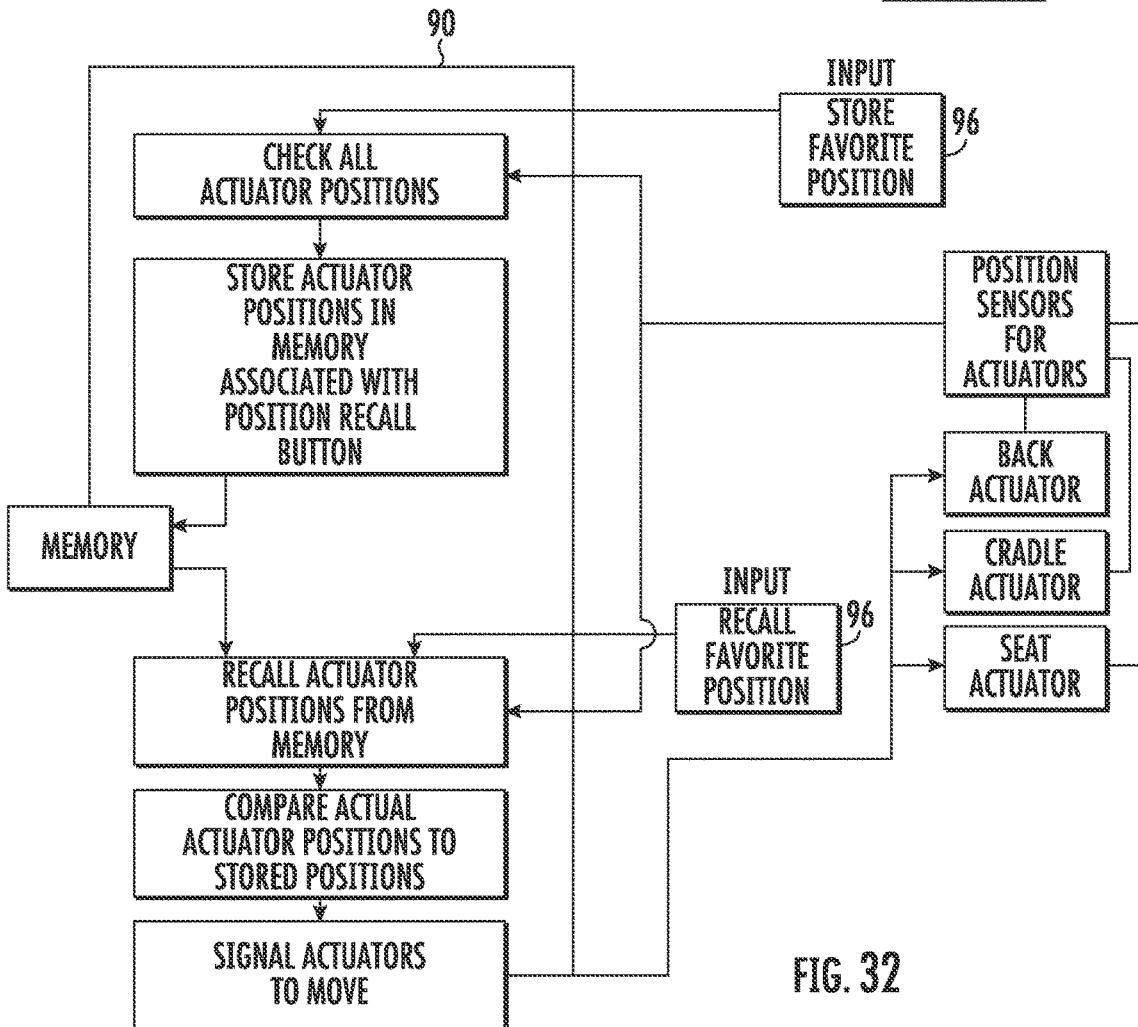 90
INPUT
STORE
FAVORITE
POSITION
96
CHECK ALL
ACTUATOR POSITIONS
STORE ACTUATOR
POSITIONS IN
MEMORY
ASSOCIATED WITH
POSITION RECALL
BUTTON
POSITION
SENSORS
FOR
ACTUATORS
BACK
ACTUATOR
MEMORY
CRADLE
ACTUATOR
INPUT
RECALL
FAVORITE
POSITION
96
SEAT
ACTUATOR
RECALL ACTUATOR
POSITIONS FROM
MEMORY
COMPARE ACTUAL
ACTUATOR POSITIONS TO
STORED POSITIONS
SIGNAL ACTUATORS
TO MOVE
FIG. 32